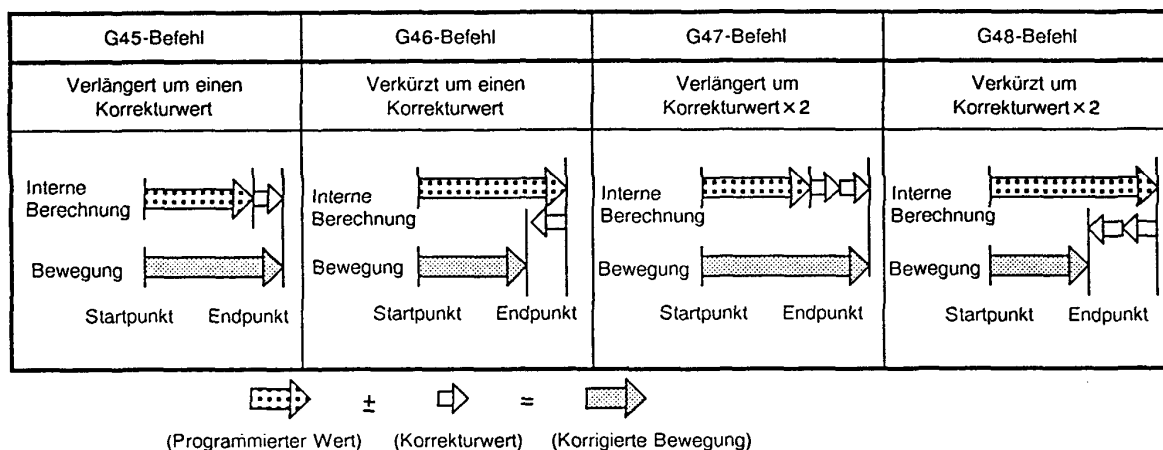 G45-Befehl
G46-Befehl
G47-Befehl
G48-Befehl
Verlängert um einen
Korrekturwert
Verkürzt um einen
Korrekturwert
Verlängert um
Korrekturwert×2
Verkürzt um
Korrekturwert×2
Interne
Berechnung
Bewegung
Startpunkt Endpunkt
Interne
Berechnung
Bewegung
Startpunkt Endpunkt
Interne
Berechnung
Bewegung
Startpunkt Endpunkt
Interne
Berechnung
Bewegung
Startpunkt Endpunkt
± =
(Programmierter Wert) (Korrekturwert) (Korrigierte Bewegung)